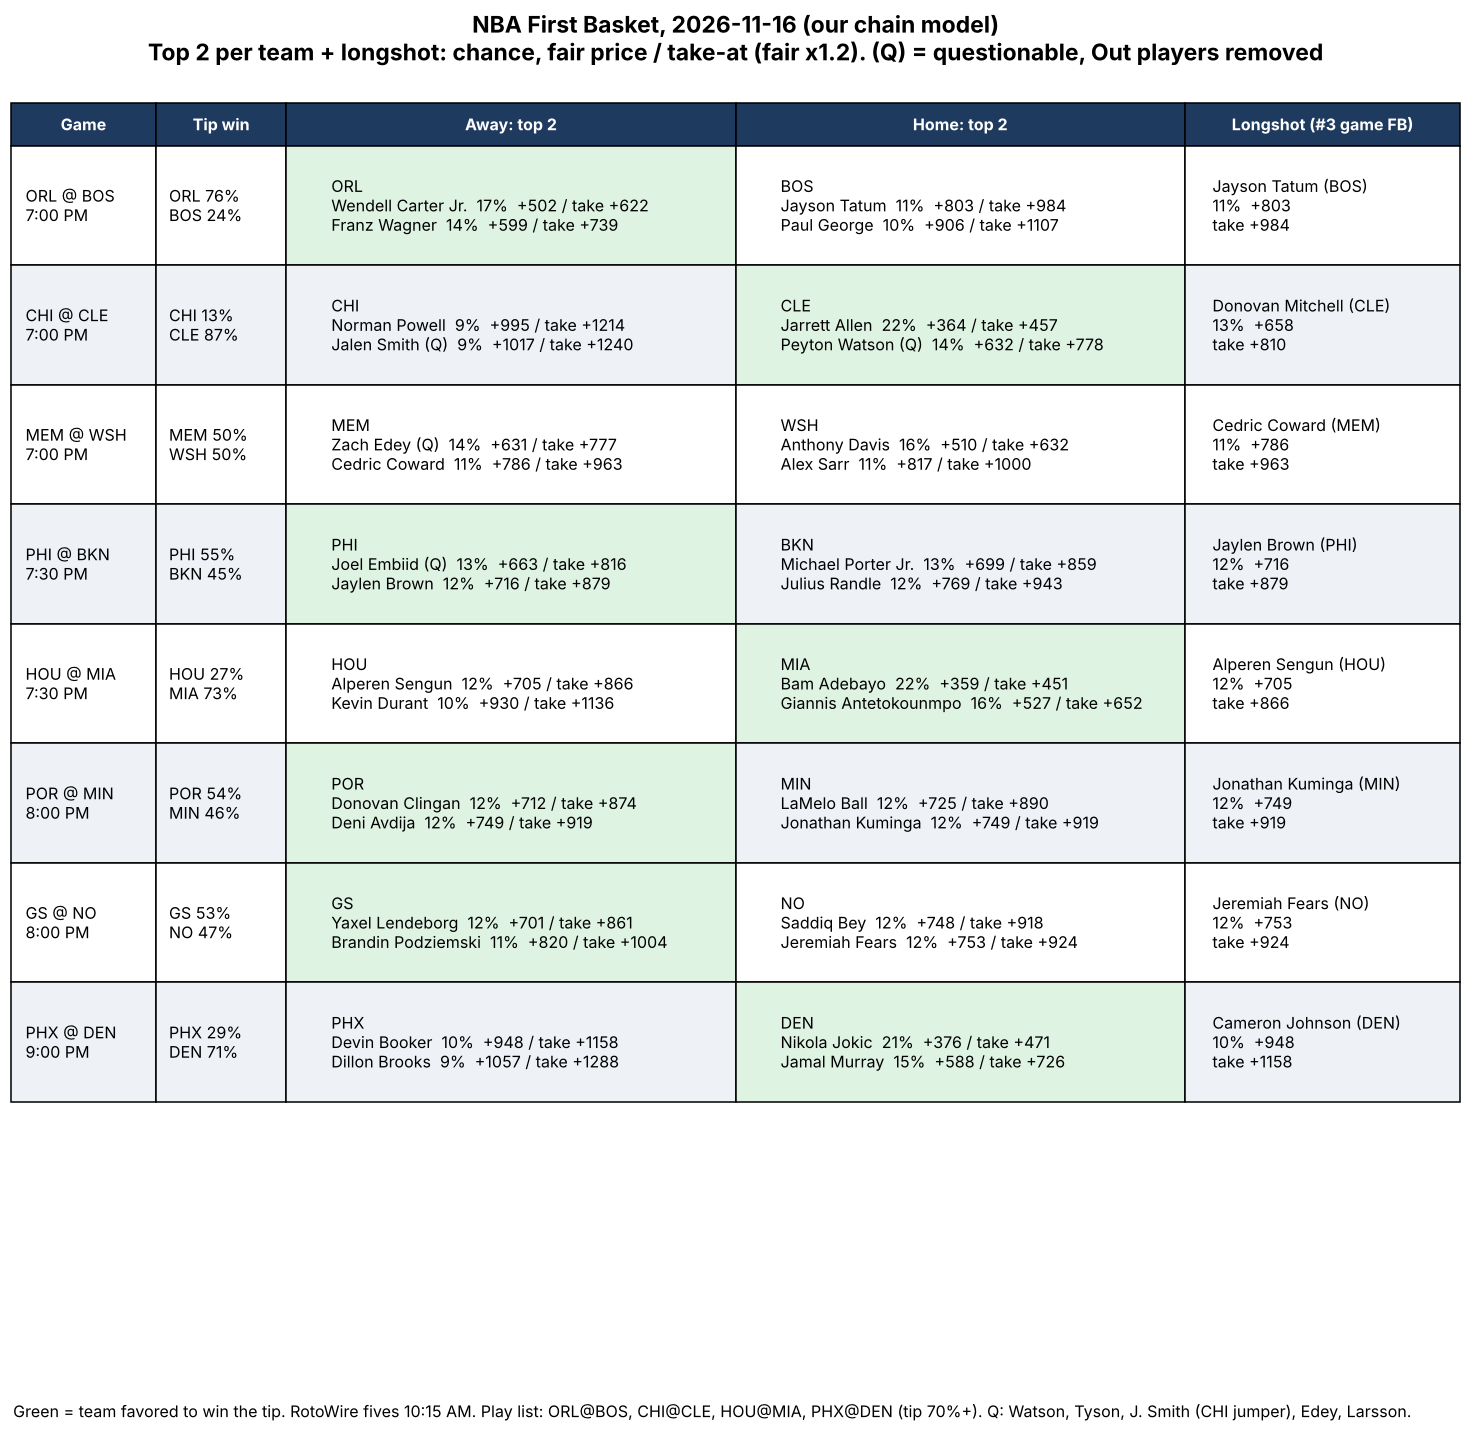 NBA First Basket, 2026-11-16 (our chain model)
Top 2 per team + longshot: chance, fair price / take-at (fair x1.2). (Q) = questionable, Out players removed
Game
Tip win
Away: top 2
Home: top 2
Longshot (#3 game FB)
ORL @ BOS
7:00 PM
ORL 76%
BOS 24%
ORL
Wendell Carter Jr. 17% +502 / take +622
Franz Wagner 14% +599 / take +739
BOS
Jayson Tatum 11% +803 / take +984
Paul George 10% +906 / take +1107
Jayson Tatum (BOS)
11% +803
take +984
CHI @ CLE
7:00 PM
CHI 13%
CLE 87%
CHI
Norman Powell 9% +995 / take +1214
Jalen Smith (Q) 9% +1017 / take +1240
CLE
Jarrett Allen 22% +364 / take +457
Peyton Watson (Q) 14% +632 / take +778
Donovan Mitchell (CLE)
13% +658
take +810
MEM @ WSH
7:00 PM
MEM 50%
WSH 50%
MEM
Zach Edey (Q) 14% +631 / take +777
Cedric Coward 11% +786 / take +963
WSH
Anthony Davis 16% +510 / take +632
Alex Sarr 11% +817 / take +1000
Cedric Coward (MEM)
11% +786
take +963
PHI @ BKN
7:30 PM
PHI 55%
BKN 45%
PHI
Joel Embiid (Q) 13% +663 / take +816
Jaylen Brown 12% +716 / take +879
BKN
Michael Porter Jr. 13% +699 / take +859
Julius Randle 12% +769 / take +943
Jaylen Brown (PHI)
12% +716
take +879
HOU @ MIA
7:30 PM
HOU 27%
MIA 73%
HOU
Alperen Sengun 12% +705 / take +866
Kevin Durant 10% +930 / take +1136
MIA
Bam Adebayo 22% +359 / take +451
Giannis Antetokounmpo 16% +527 / take +652
Alperen Sengun (HOU)
12% +705
take +866
POR @ MIN
8:00 PM
POR 54%
MIN 46%
POR
Donovan Clingan 12% +712 / take +874
Deni Avdija 12% +749 / take +919
MIN
LaMelo Ball 12% +725 / take +890
Jonathan Kuminga 12% +749 / take +919
Jonathan Kuminga (MIN)
12% +749
take +919
GS @ NO
8:00 PM
GS 53%
NO 47%
GS
Yaxel Lendeborg 12% +701 / take +861
Brandin Podziemski 11% +820 / take +1004
NO
Saddiq Bey 12% +748 / take +918
Jeremiah Fears 12% +753 / take +924
Jeremiah Fears (NO)
12% +753
take +924
PHX @ DEN
9:00 PM
PHX 29%
DEN 71%
PHX
Devin Booker 10% +948 / take +1158
Dillon Brooks 9% +1057 / take +1288
DEN
Nikola Jokic 21% +376 / take +471
Jamal Murray 15% +588 / take +726
Cameron Johnson (DEN)
10% +948
take +1158
Green = team favored to win the tip. RotoWire fives 10:15 AM. Play list: ORL@BOS, CHI@CLE, HOU@MIA, PHX@DEN (tip 70%+). Q: Watson, Tyson, J. Smith (CHI jumper), Edey, Larsson.